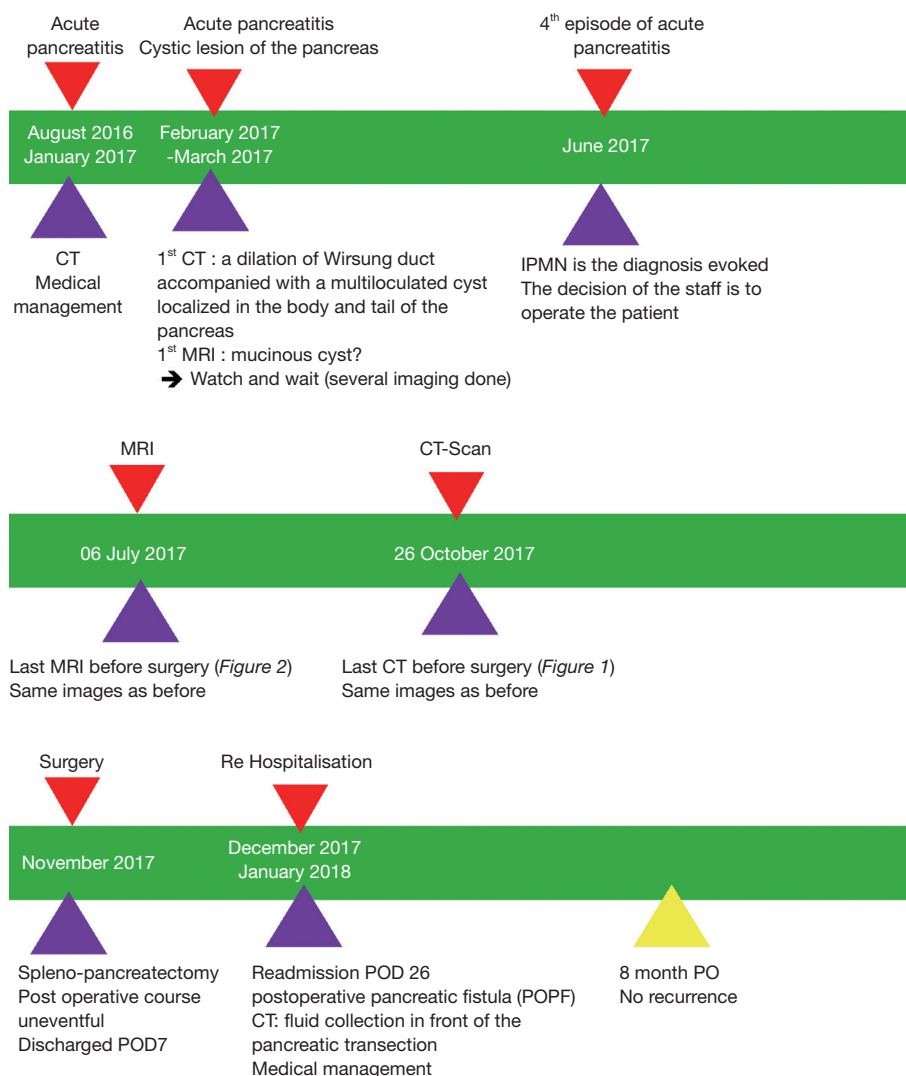 Acute
pancreatitis
Acute pancreatitis
Cystic lesion of the pancreas
4th episode of acute
pancreatitis
August 2016
January 2017
February 2017
-March 2017
June 2017
CT
Medical
management
1st CT : a dilation of Wirsung duct
accompanied with a multiloculated cyst
localized in the body and tail of the
pancreas
1st MRI : mucinous cyst?
➔ Watch and wait (several imaging done)
IPMN is the diagnosis evoked
The decision of the staff is to
operate the patient
MRI
CT-Scan
06 July 2017
26 October 2017
Last MRI before surgery (Figure 2)
Same images as before
Last CT before surgery (Figure 1)
Same images as before
Surgery
Re Hospitalisation
November 2017
December 2017
January 2018
Spleno-pancreatectomy
Post operative course
uneventful
Discharged POD7
Readmission POD 26
postoperative pancreatic fistula (POPF)
CT: fluid collection in front of the
pancreatic transection
Medical management
8 month PO
No recurrence